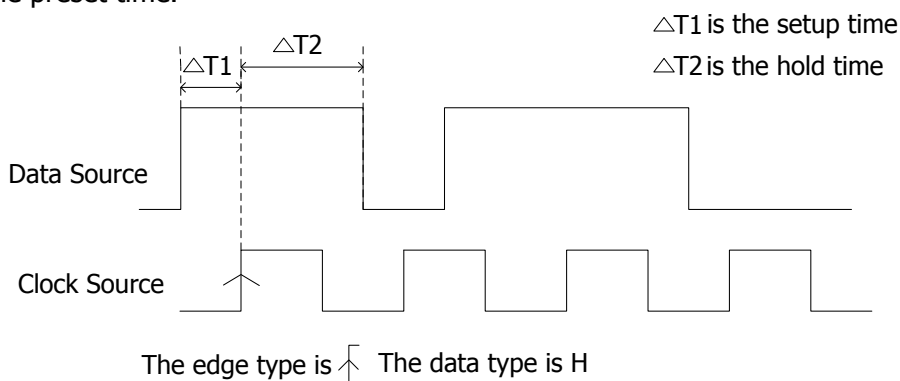 he preset time.
△T1 is the setup time
△T2 is the hold time
△T2
△T1
Data Source
Clock Source
The edge type is The data type is H